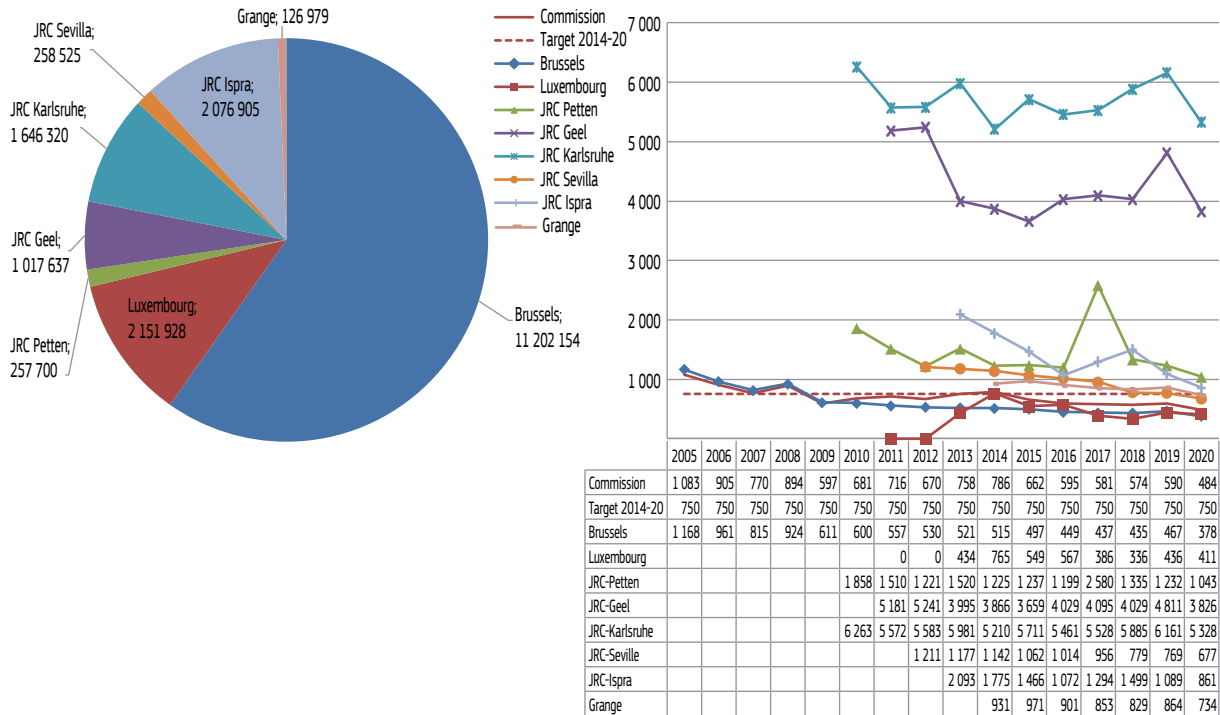 Grange; 126 979
JRC Sevilla;
258 525
JRC Ispra;
2 076 905
JRC Karlsruhe;
1 646 320
JRC Geel;
1 017 637
Luxembourg;
2 151 928
JRC Petten;
257 700
Brussels;
11 202 154
Commission
Target 2014-20
Brussels
Luxembourg
JRC Petten
JRC Geel
JRC Karlsruhe
JRC Sevilla
JRC Ispra
Grange
7 000
6 000
5 000
4 000
3 000
2 000
1 000
2005 2006 2007 2008 2009 2010 2011 2012 2013 2014 2015 2016 2017 2018 2019 2020
Commission 1 083 905 770 894 597 681 716 670 758 786 662 595 581 574 590 484
Target 2014-20 750 750 750 750 750 750 750 750 750 750 750 750 750 750 750 750
Brussels 1 168 961 815 924 611 600 557 530 521 515 497 449 437 435 467 378
Luxembourg 0 0 434 765 549 567 386 336 436 411
JRC-Petten 1 858 1 510 1 221 1 520 1 225 1 237 1 199 2 580 1 335 1 232 1 043
JRC-Geel 5 181 5 241 3 995 3 866 3 659 4 029 4 095 4 029 4 811 3 826
JRC-Karlsruhe 6 263 5 572 5 583 5 981 5 210 5 711 5 461 5 528 5 885 6 161 5 328
JRC-Seville 1 211 1 177 1 142 1 062 1 014 956 779 769 677
JRC-Ispra 2 093 1 775 1 466 1 072 1 294 1 499 1 089 861
Grange 931 971 901 853 829 864 734